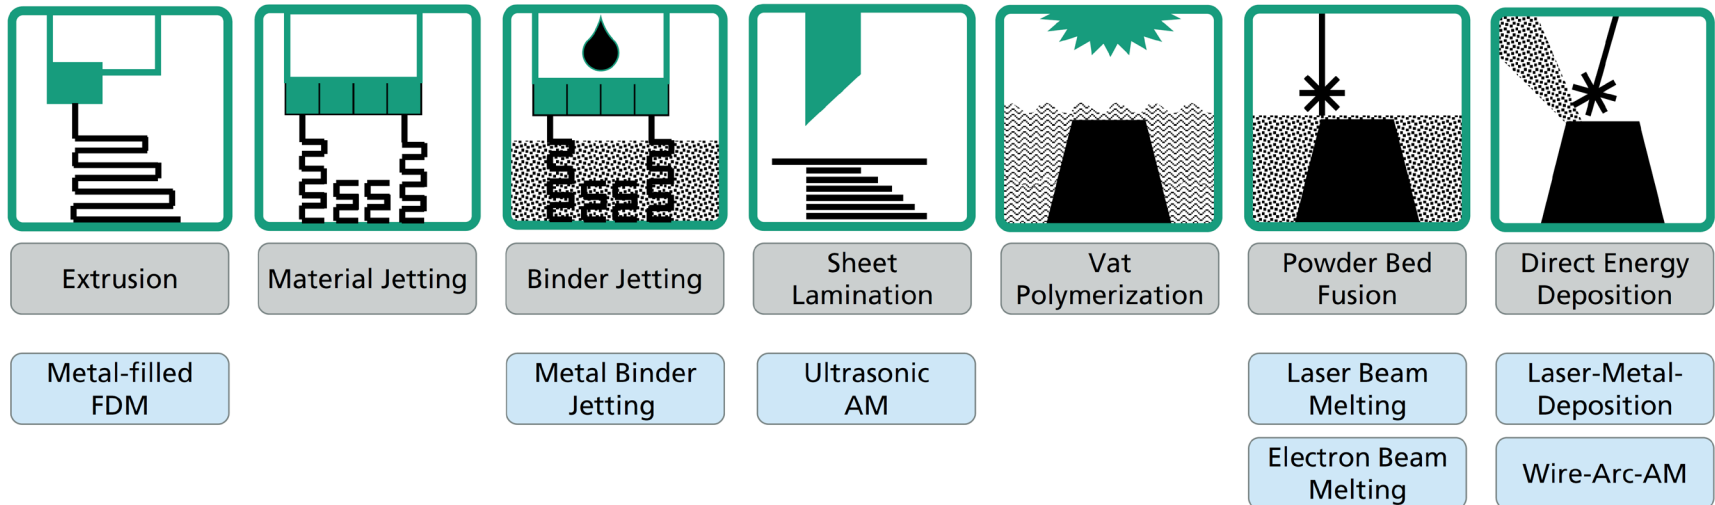 Extrusion
Material Jetting
Binder Jetting
Sheet
Lamination
Vat
Polymerization
Powder Bed
Fusion
Direct Energy
Deposition
Metal-filled
FDM
Metal Binder
Jetting
Ultrasonic
AM
Laser Beam
Melting
Laser-Metal-
Deposition
Electron Beam
Melting
Wire-Arc-AM